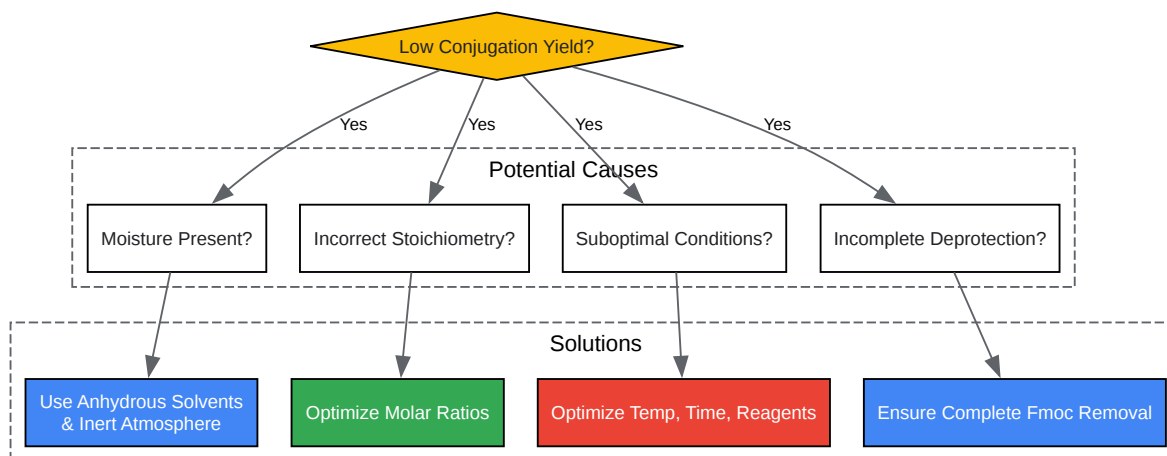 Low Conjugation Yield?
Yes
Yes
Yes
Yes
Potential Causes
Moisture Present?
Incorrect Stoichiometry?
Suboptimal Conditions?
Incomplete Deprotection?
Solutions
Use Anhydrous Solvents
& Inert Atmosphere
Optimize Molar Ratios
Optimize Temp, Time, Reagents
Ensure Complete Fmoc Removal